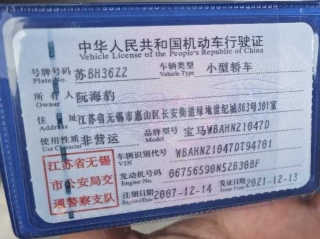 中华人民共和国机动车行驶证
Vehicle License of the People's Republic of China
号牌号码 苏BH36Z2 车辆类型 小型轿车
Plate No. Vehicle Type
所有人 阮海豹
住址 江苏省无锡市惠山区长安街道绿地世纪城863号301室
使用性质 非营运 品牌型号 宝马WBAHN21047D
Use Character
江苏省无锡市公安局交通警察支队
车辆识别代号 WBAHN21047DT94701
VIN
发动机号码 06756590N52B30BF
注册日期 2007-12-14 发证日期 2021-12-13